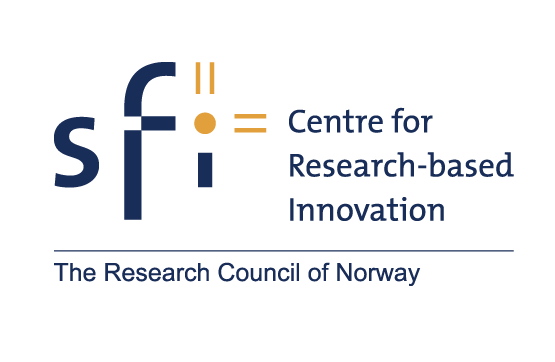 sfi
Centre for
Research-based
Innovation
The Research Council of Norway